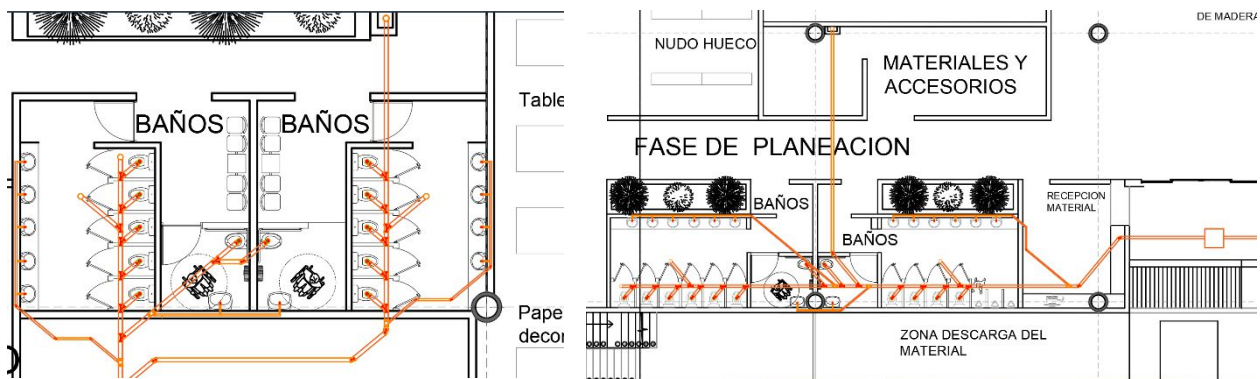 BAÑOS
BAÑOS
Table
Pape
decor
NUDO HUECO
DE MADERA
MATERIALES Y
ACCESORIOS
FASE DE PLANEACION
BAÑOS
BAÑOS
RECEPCION
MATERIAL
ZONA DESCARGA DEL
MATERIAL